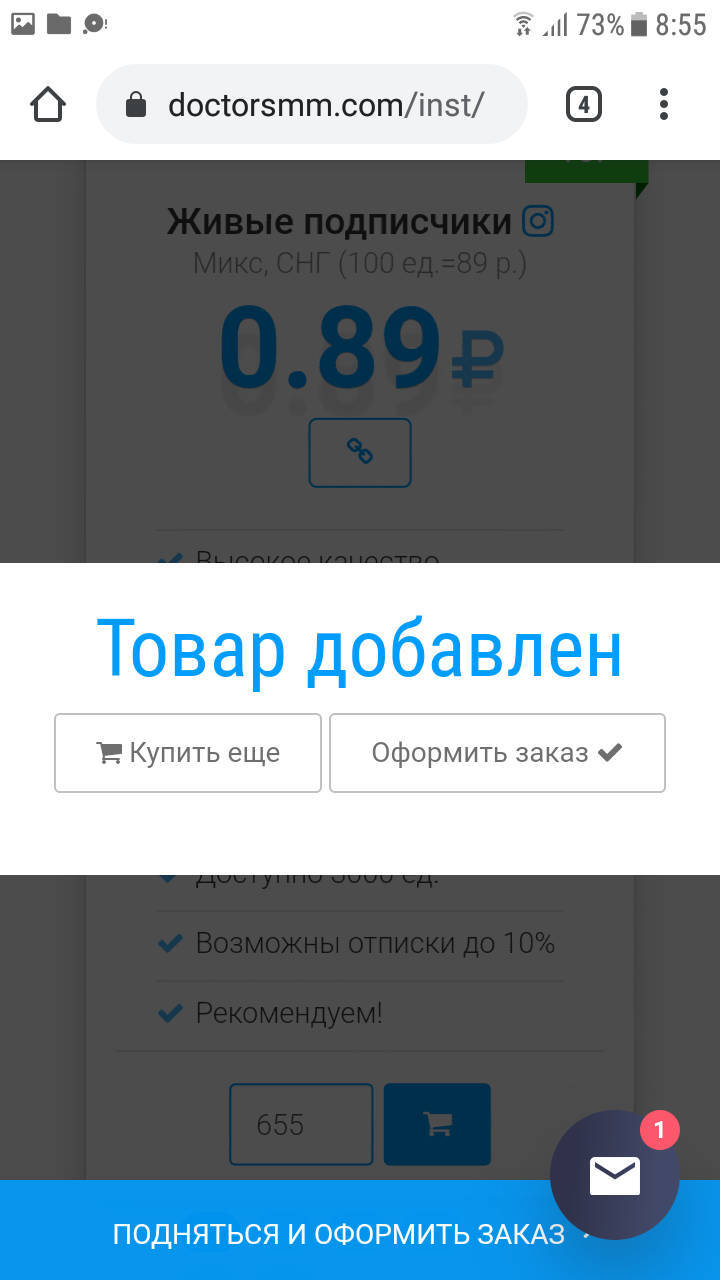 73% 8:55
doctorsmm.com/inst/
4
Живые подписчики
Микс, СНГ (100 ед.=89 р.)
0.89₽
Высокое качество
Товар добавлен
Купить еще
Оформить заказ
Доступно 5000 ед.
Возможны отписки до 10%
Рекомендуем!
655
1
ПОДНЯТЬСЯ И ОФОРМИТЬ ЗАКАЗ